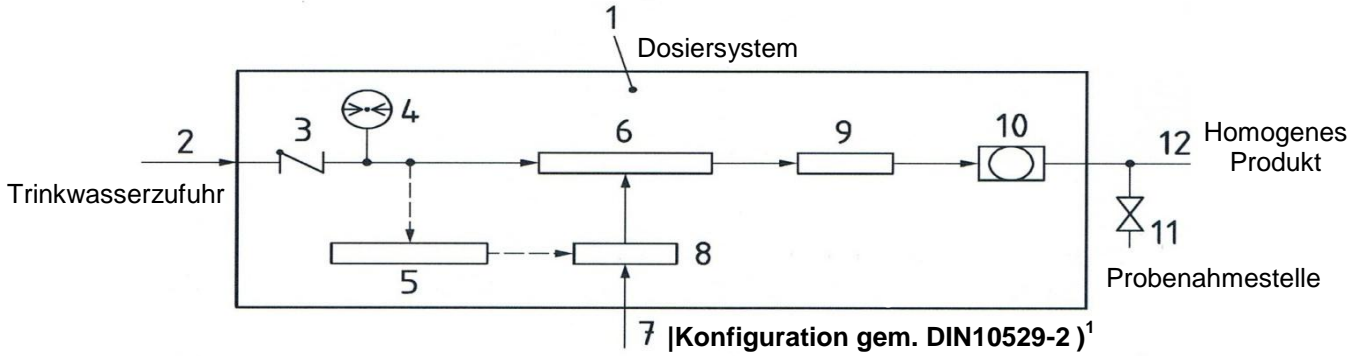 1
Dosiersystem
2
3
4
6
9
10
12
Homogenes
Produkt
Trinkwasserzufuhr
5
8
11
Probenahmestelle
7 |Konfiguration gem. DIN10529-2 )¹